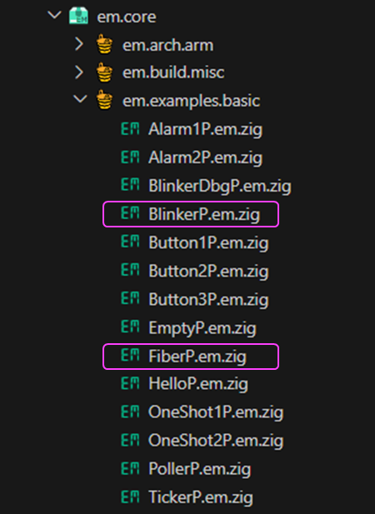 em.core
em.arch.arm
em.build.misc
em.examples.basic
EM Alarm1P.em.zig
EM Alarm2P.em.zig
EM BlinkerDbgP.em.zig
EM BlinkerP.em.zig
EM Button1P.em.zig
EM Button2P.em.zig
EM Button3P.em.zig
EM EmptyP.em.zig
EM FiberP.em.zig
EM HelloP.em.zig
EM OneShot1P.em.zig
EM OneShot2P.em.zig
EM PollerP.em.zig
EM TickerP.em.zig